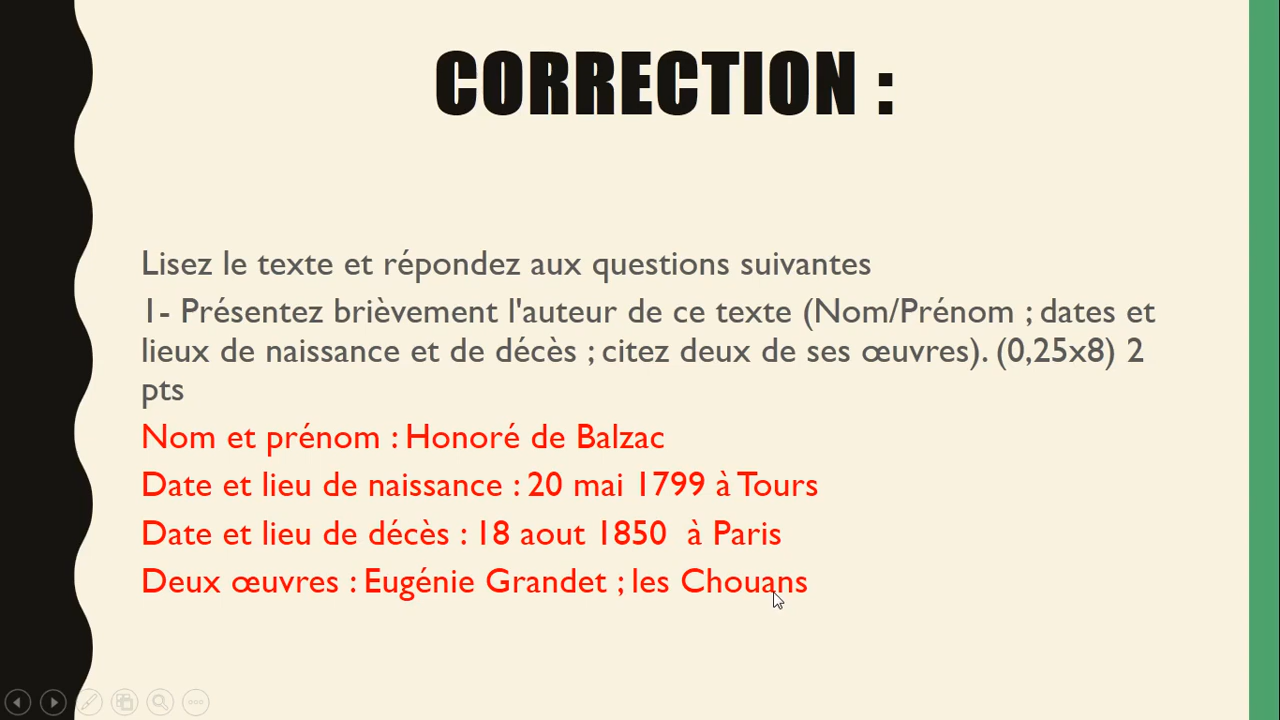 CORRECTION :
Lisez le texte et répondez aux questions suivantes
1- Présentez brièvement l'auteur de ce texte (Nom/Prénom ; dates et
lieux de naissance et de décès ; citez deux de ses œuvres). (0,25x8) 2
pts
Nom et prénom : Honoré de Balzac
Date et lieu de naissance : 20 mai 1799 à Tours
Date et lieu de décès : 18 aout 1850  à Paris
Deux œuvres : Eugénie Grandet ; les Chouans